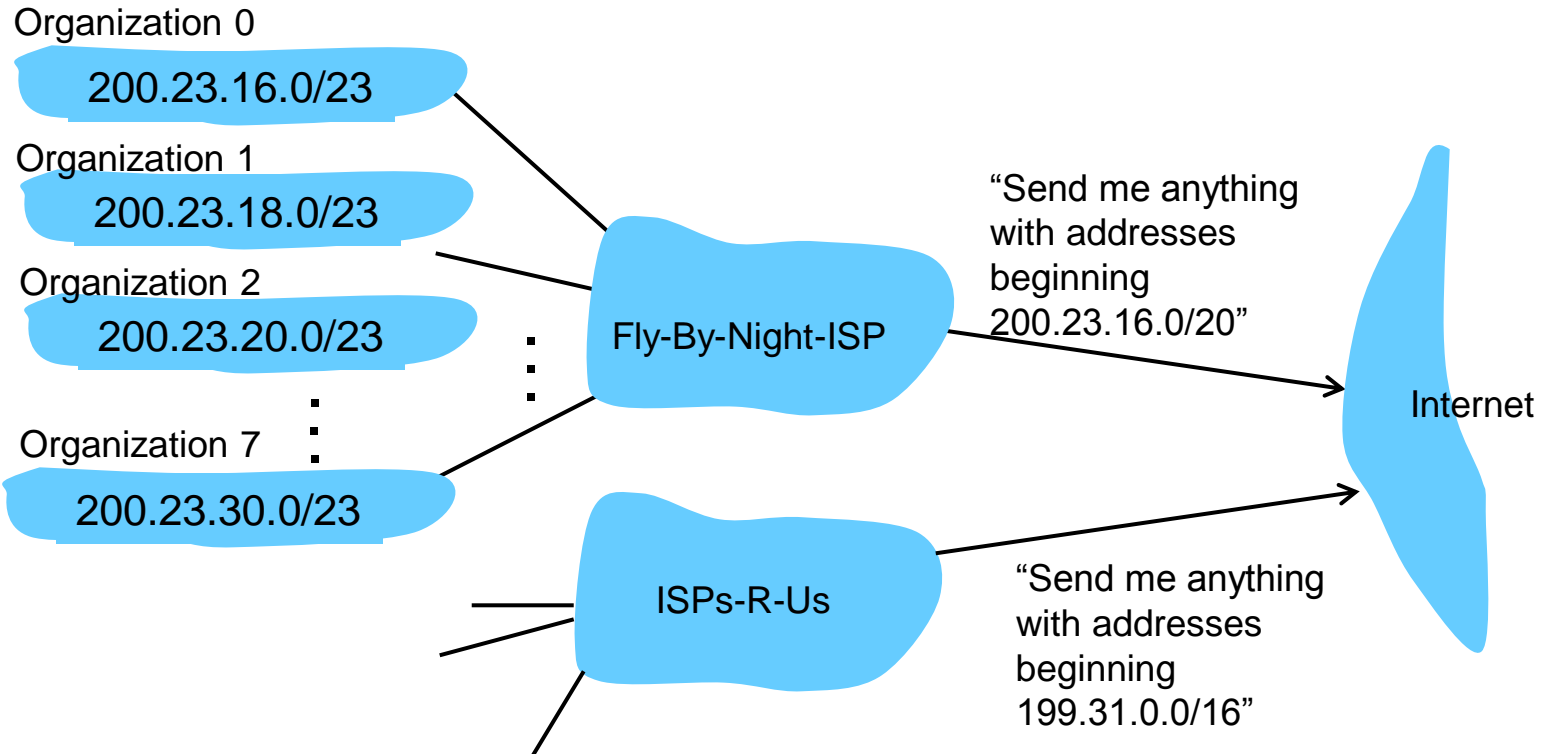 Organization 0
200.23.16.0/23
Organization 1
200.23.18.0/23
Organization 2
200.23.20.0/23
Organization 7
200.23.30.0/23
Fly-By-Night-ISP
“Send me anything
with addresses
beginning
200.23.16.0/20”
Internet
ISPs-R-Us
“Send me anything
with addresses
beginning
199.31.0.0/16”